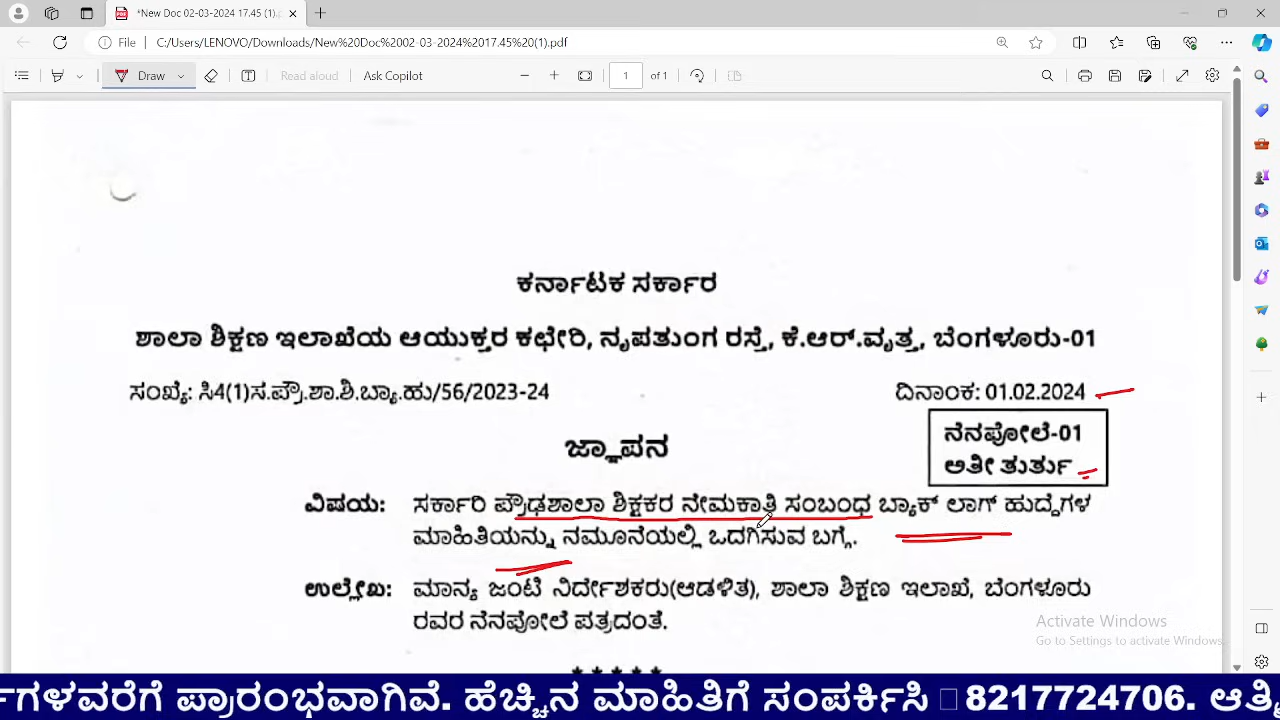 *New Doc 02-03-2024 17.45 (1).
File
C:/Users/LENOVO/Downloads/New%20Doc%2002-03-2024%2017.45%20(1).pdf
Draw
Read aloud
Ask Copilot
1
of 1
ಕರ್ನಾಟಕ ಸರ್ಕಾರ
ಶಾಲಾ ಶಿಕ್ಷಣ ಇಲಾಖೆಯ ಆಯುಕ್ತರ ಕಛೇರಿ, ನೃಪತುಂಗ ರಸ್ತೆ, ಕೆ.ಆರ್.ವೃತ್ತ, ಬೆಂಗಳೂರು-01
ಸಂಖ್ಯೆ: ಸಿ4(1)ಸ.ಪ್ರೌ.ಶಾ.ಶಿ.ಬ್ಯಾ.ಹು/56/2023-24
ದಿನಾಂಕ: 01.02.2024
ನೆನಪೋಲೆ-01
ಅತೀ ತುರ್ತು
ಜ್ಞಾಪನ
ವಿಷಯ: ಸರ್ಕಾರಿ ಪ್ರೌಢಶಾಲಾ ಶಿಕ್ಷಕರ ನೇಮಕಾತಿ ಸಂಬಂಧ ಬ್ಯಾಕ್ ಲಾಗ್ ಹುದ್ದೆಗಳ
ಮಾಹಿತಿಯನ್ನು ನಮೂನೆಯಲ್ಲಿ ಒದಗಿಸುವ ಬಗ್ಗೆ.
ಉಲ್ಲೇಖ: ಮಾನ್ಯ ಜಂಟಿ ನಿರ್ದೇಶಕರು(ಆಡಳಿತ), ಶಾಲಾ ಶಿಕ್ಷಣ ಇಲಾಖೆ, ಬೆಂಗಳೂರು
ರವರ ನೆನಪೋಲೆ ಪತ್ರದಂತೆ.
*****
Activate Windows
Go to Settings to activate Windows.
ಗಳವರೆಗೆ ಪ್ರಾರಂಭವಾಗಿವೆ. ಹೆಚ್ಚಿನ ಮಾಹಿತಿಗೆ ಸಂಪರ್ಕಿಸಿ 8217724706.